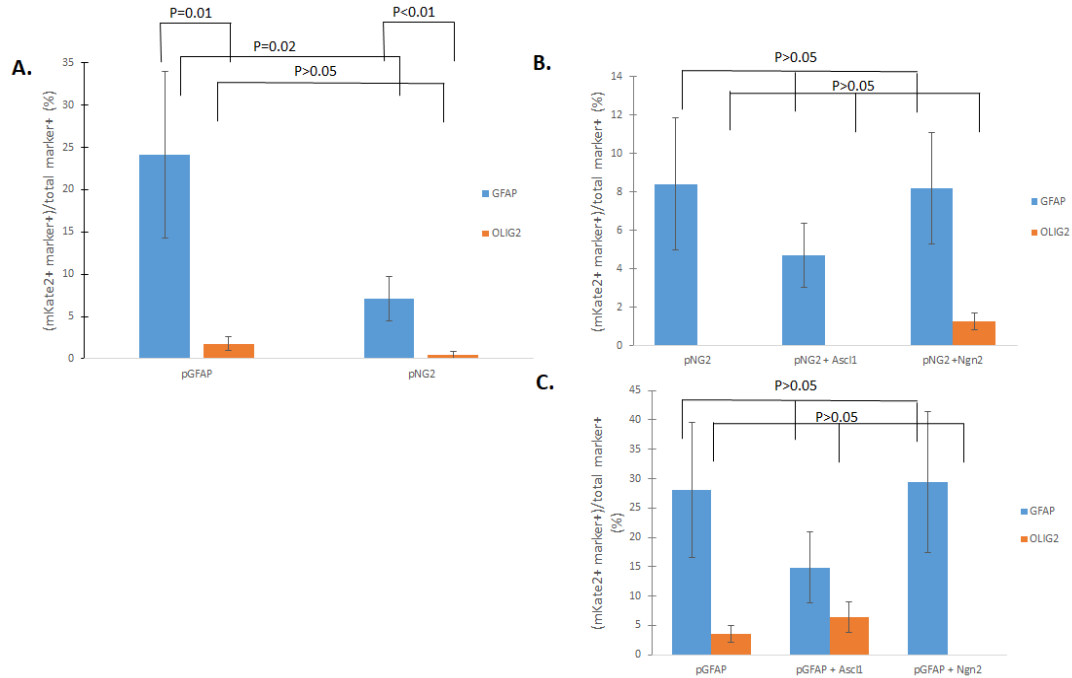 A.
P=0.01
P<0.01
P=0.02
P>0.05
(mKate2+ marker+)/total marker+ (%)
35
30
25
20
15
10
5
0
pGFAP
pNG2
GFAP
OLIG2
B.
P>0.05
P>0.05
(mKate2+ marker+)/total marker+ (%)
14
12
10
8
6
4
2
0
pNG2
pNG2 + Ascl1
pNG2 +Ngn2
GFAP
OLIG2
C.
P>0.05
P>0.05
(mKate2+ marker+)/total marker+
(%)
45
40
35
30
25
20
15
10
5
0
pGFAP
pGFAP + Ascl1
pGFAP + Ngn2
GFAP
OLIG2